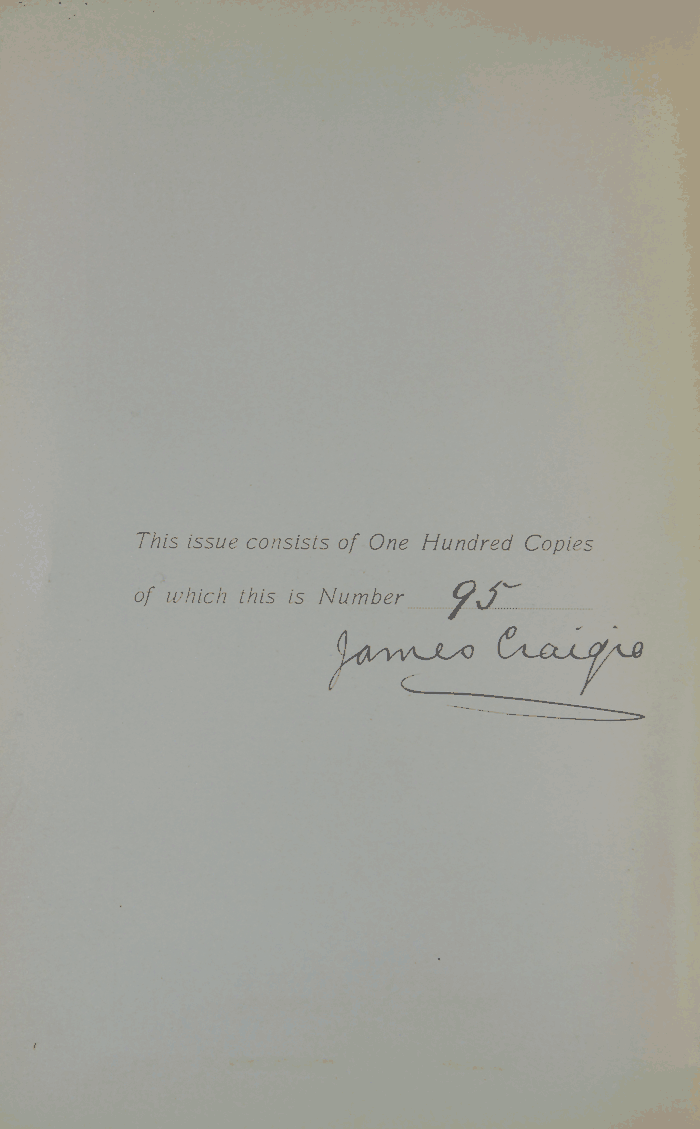 This issue consists of One Hundred Copies
of which this is Number 95
James Craigie